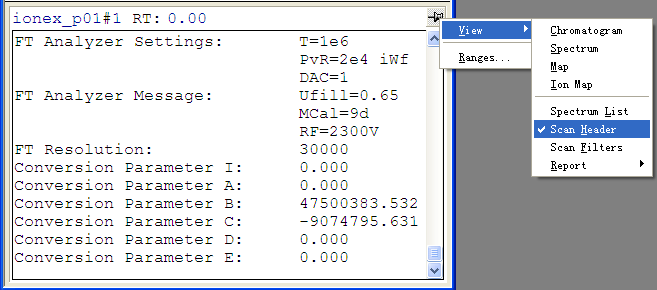 ionex_p01#1 RT: 0.00
FT Analyzer Settings: T=1e6
PvR=2e4 iWf
DAC=1
FT Analyzer Message: Ufill=0.65
MCal=9d
RF=2300V
FT Resolution: 30000
Conversion Parameter I: 0.000
Conversion Parameter A: 0.000
Conversion Parameter B: 47500383.532
Conversion Parameter C: -9074795.631
Conversion Parameter D: 0.000
Conversion Parameter E: 0.000
View
Ranges...
Chromatogram
Spectrum
Map
Ion Map
Spectrum List
Scan Header
Scan Filters
Report